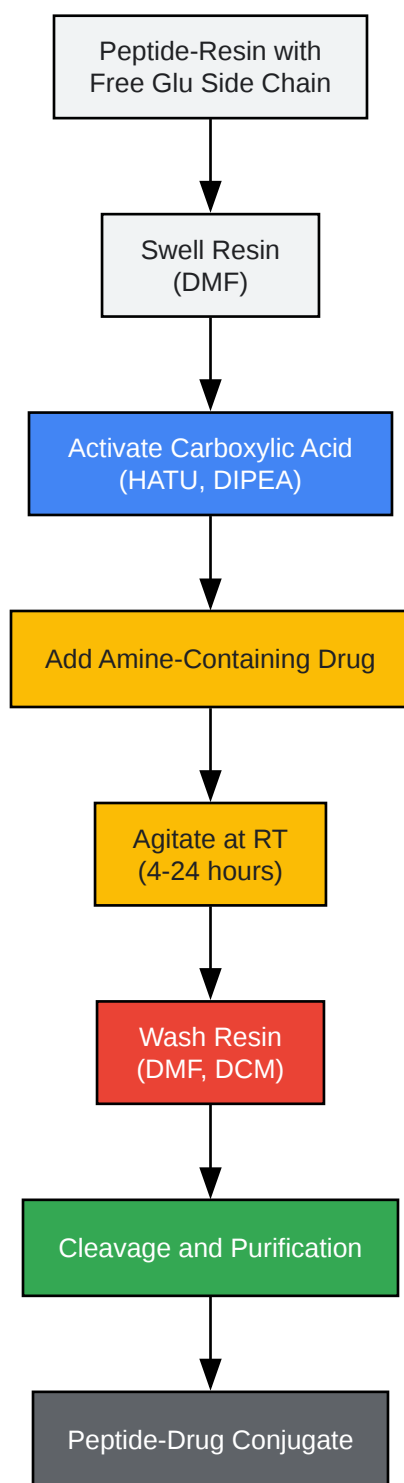 Peptide-Resin with
Free Glu Side Chain
Swell Resin
(DMF)
Activate Carboxylic Acid
(HATU, DIPEA)
Add Amine-Containing Drug
Agitate at RT
(4-24 hours)
Wash Resin
(DMF, DCM)
Cleavage and Purification
Peptide-Drug Conjugate